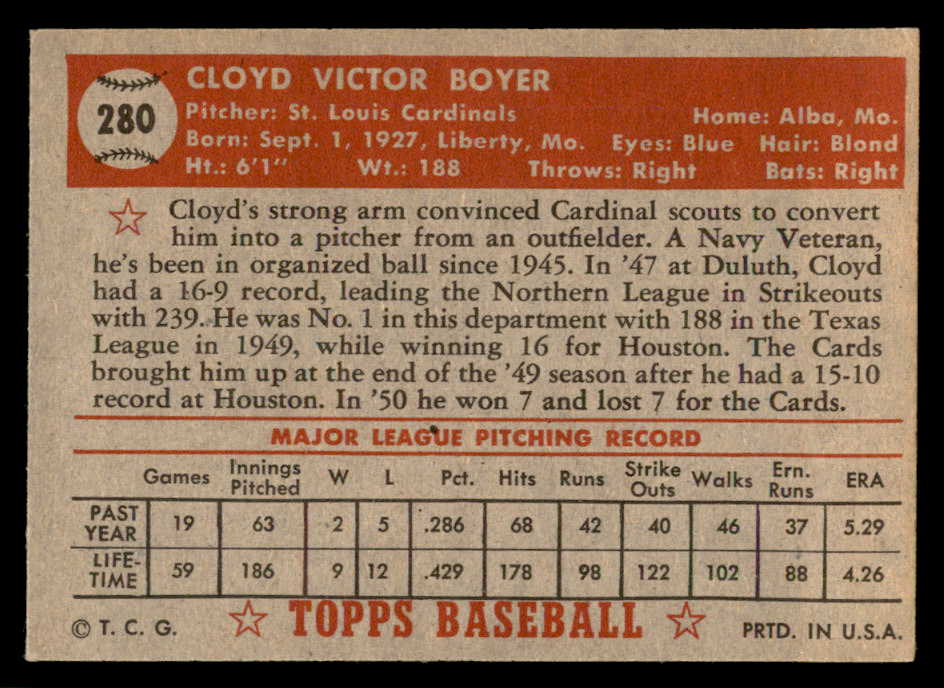 280
CLOYD VICTOR BOYER
Pitcher: St. Louis Cardinals Home: Alba, Mo.
Born: Sept. 1, 1927, Liberty, Mo. Eyes: Blue Hair: Blond
Ht.: 6'1" Wt.: 188 Throws: Right Bats: Right
Cloyd's strong arm convinced Cardinal scouts to convert
him into a pitcher from an outfielder. A Navy Veteran,
he's been in organized ball since 1945. In '47 at Duluth, Cloyd
had a 16-9 record, leading the Northern League in Strikeouts
with 239. He was No. 1 in this department with 188 in the Texas
League in 1949, while winning 16 for Houston. The Cards
brought him up at the end of the '49 season after he had a 15-10
record at Houston. In '50 he won 7 and lost 7 for the Cards.
MAJOR LEAGUE PITCHING RECORD
Games Innings Pitched W L Pct. Hits Runs Strike Outs Walks Ern. Runs ERA
PAST YEAR 19 63 2 5 .286 68 42 40 46 37 5.29
LIFE-TIME 59 186 9 12 .429 178 98 122 102 88 4.26
© T. C. G. TOPPS BASEBALL PRTD. IN U.S.A.